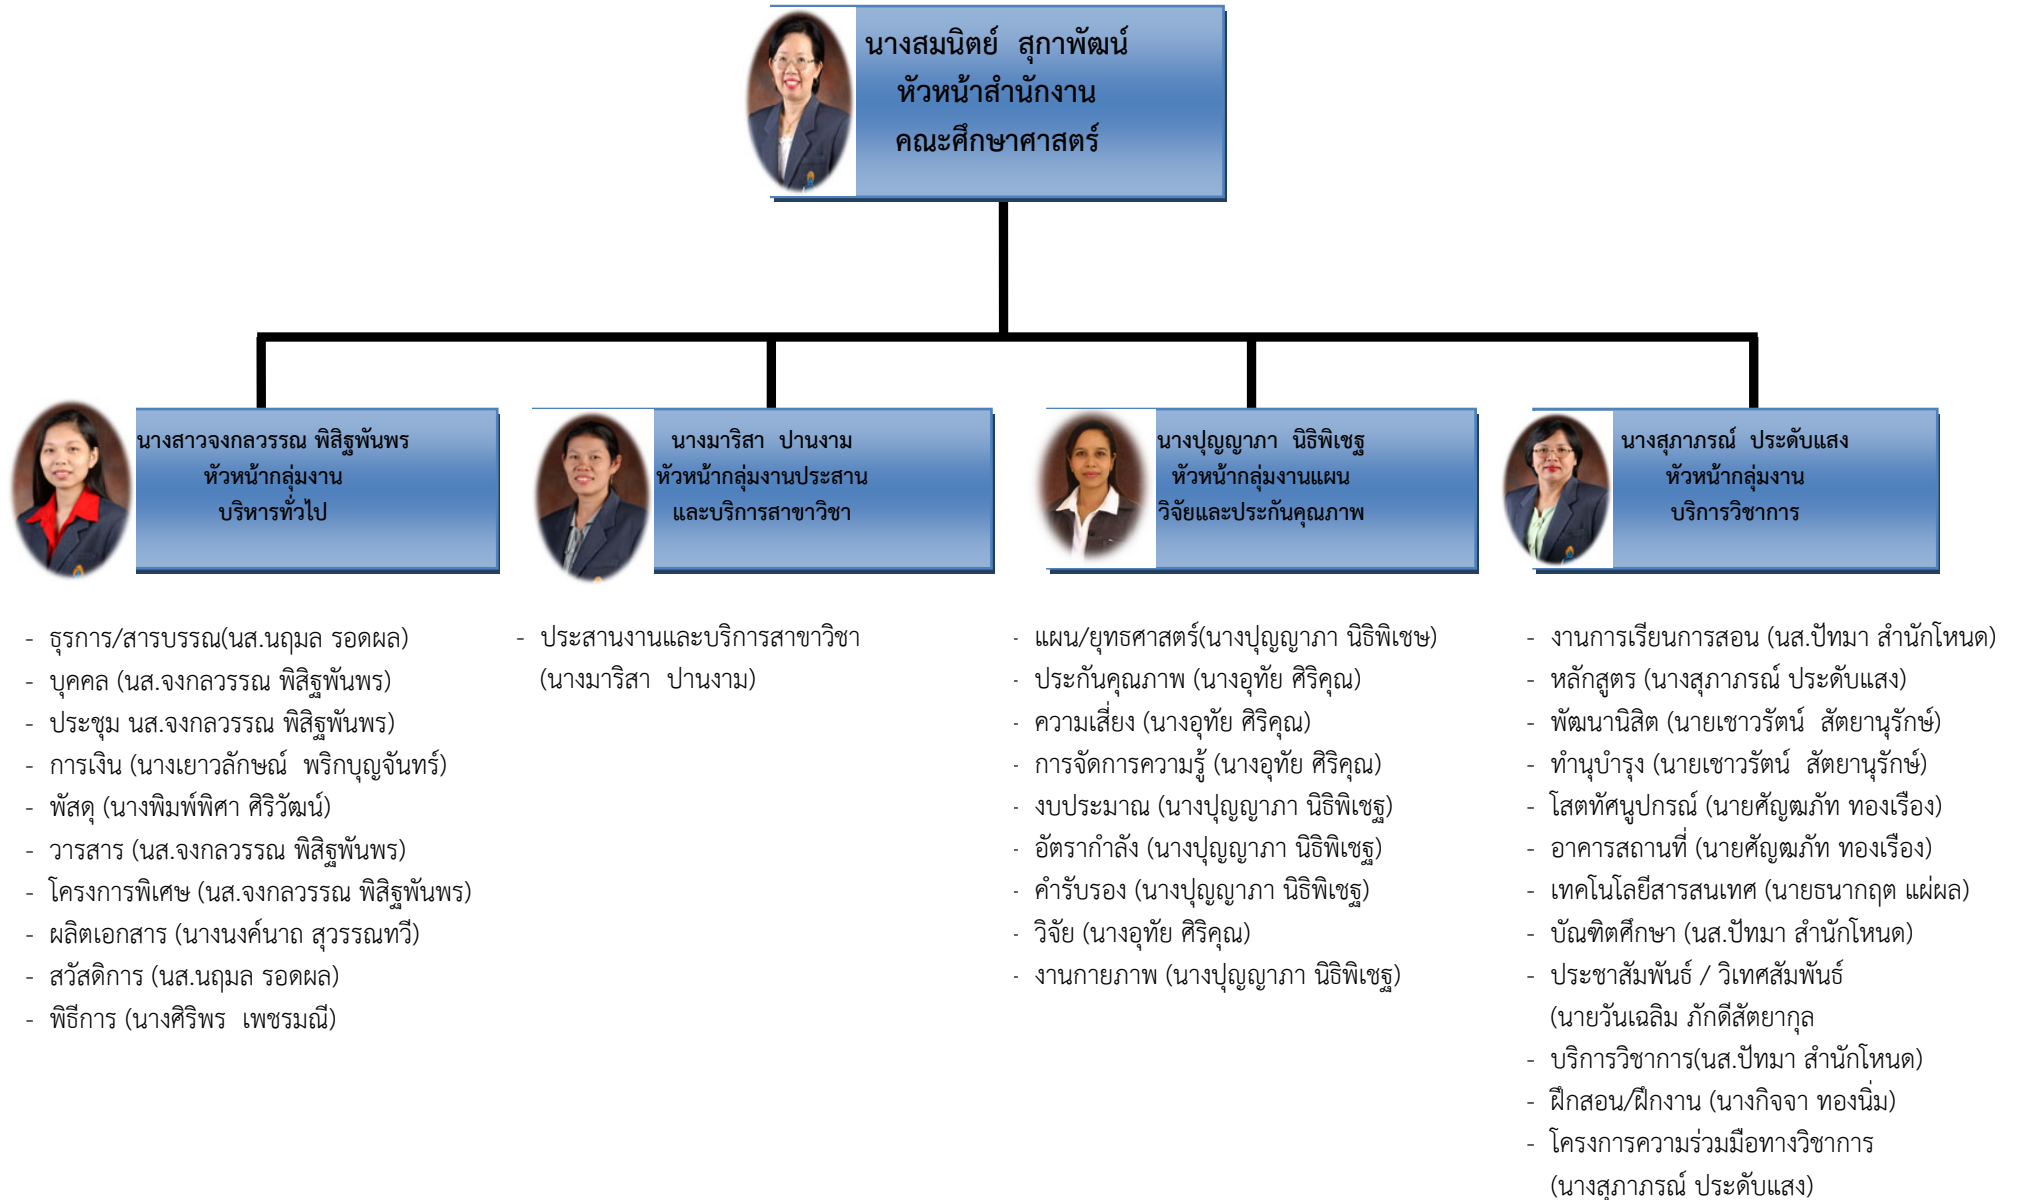 นางสมนิตย์  สุกาพัฒน์
หัวหน้าสำนักงาน
คณะศึกษาศาสตร์
นางสาวจงกลวรรณ พิสิฐพันพร
หัวหน้ากลุ่มงาน
บริหารทั่วไป
นางมาริสา  ปานงาม
หัวหน้ากลุ่มงานประสาน
และบริการสาขาวิชา
นางปุญญาภา  นิธิพิเชฐ
หัวหน้ากลุ่มงานแผน
วิจัยและประกันคุณภาพ
นางสุภาภรณ์  ประดับแสง
หัวหน้ากลุ่มงาน
บริการวิชาการ
- ธุรการ/สารบรรณ(นส.นฤมล รอดผล)
- บุคคล (นส.จงกลวรรณ พิสิฐพันพร)
- ประชุม นส.จงกลวรรณ พิสิฐพันพร)
- การเงิน (นางเยาวลักษณ์  พริกบุญจันทร์)
- พัสดุ (นางพิมพ์พิศา ศิริวัฒน์)
- วารสาร (นส.จงกลวรรณ พิสิฐพันพร)
- โครงการพิเศษ (นส.จงกลวรรณ พิสิฐพันพร)
- ผลิตเอกสาร (นางนงค์นาถ สุวรรณทวี)
- สวัสดิการ (นส.นฤมล รอดผล)
- พิธีการ (นางศิริพร  เพชรมณี)
- ประสานงานและบริการสาขาวิชา
(นางมาริสา  ปานงาม)
- แผน/ยุทธศาสตร์(นางปุญญาภา นิธิพิเชษ)
- ประกันคุณภาพ (นางอุทัย ศิริคุณ)
- ความเสี่ยง (นางอุทัย ศิริคุณ)
- การจัดการความรู้ (นางอุทัย ศิริคุณ)
- งบประมาณ (นางปุญญาภา นิธิพิเชฐ)
- อัตรากำลัง (นางปุญญาภา นิธิพิเชฐ)
- คำรับรอง (นางปุญญาภา นิธิพิเชฐ)
- วิจัย (นางอุทัย ศิริคุณ)
- งานกายภาพ (นางปุญญาภา นิธิพิเชฐ)
- งานการเรียนการสอน (นส.ปัทมา สำนักโหนด)
- หลักสูตร (นางสุภาภรณ์ ประดับแสง)
- พัฒนานิสิต (นายเชาวรัตน์  สัตยานุรักษ์)
- ทำนุบำรุง (นายเชาวรัตน์  สัตยานุรักษ์)
- โสตทัศนูปกรณ์ (นายศัญฒภัท ทองเรือง)
- อาคารสถานที่ (นายศัญฒภัท ทองเรือง)
- เทคโนโลยีสารสนเทศ (นายธนากฤต แผ่ผล)
- บัณฑิตศึกษา (นส.ปัทมา สำนักโหนด)
- ประชาสัมพันธ์ / วิเทศสัมพันธ์
(นายวันเฉลิม ภักดีสัตยากุล
- บริการวิชาการ(นส.ปัทมา สำนักโหนด)
- ฝึกสอน/ฝึกงาน (นางกิจจา ทองนิ่ม)
- โครงการความร่วมมือทางวิชาการ
(นางสุภาภรณ์ ประดับแสง)